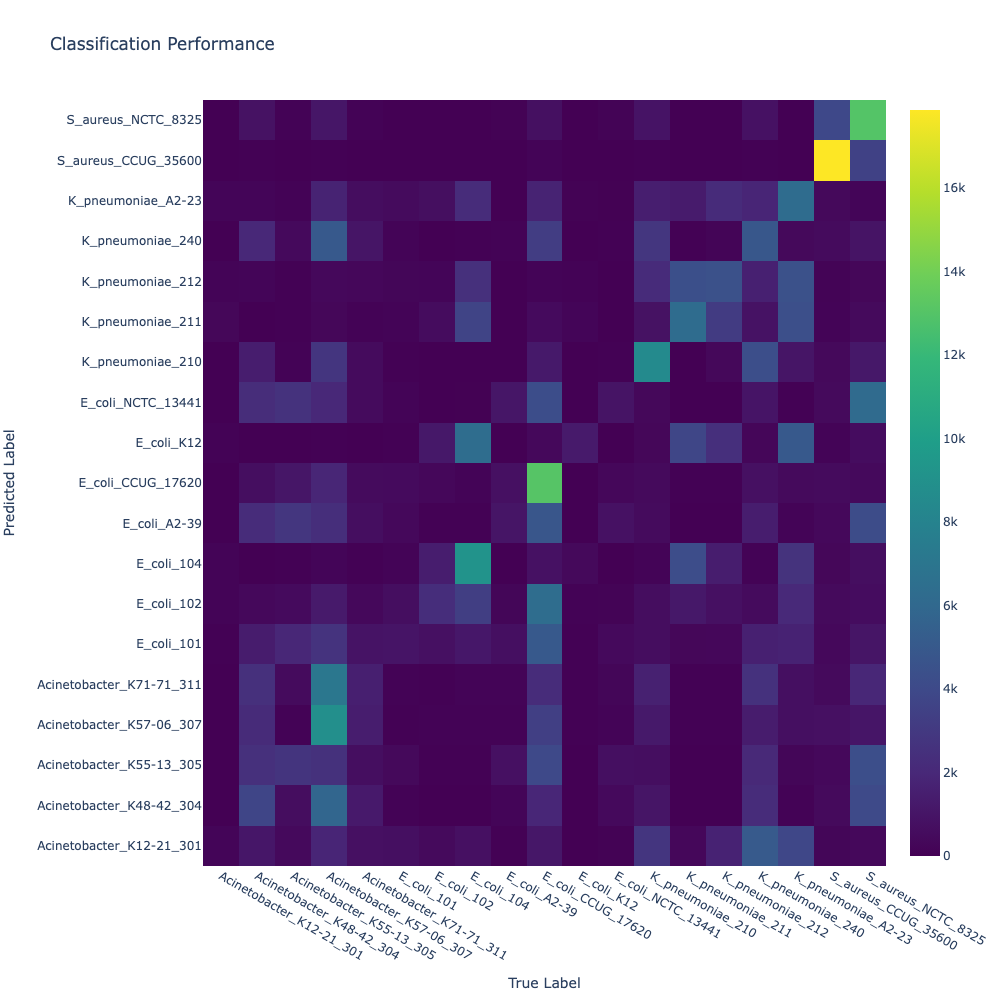 Classification Performance
S_aureus_NCTC_8325
S_aureus_CCUG_35600
K_pneumoniae_A2-23
K_pneumoniae_240
K_pneumoniae_212
K_pneumoniae_211
K_pneumoniae_210
E_coli_NCTC_13441
E_coli_K12
E_coli_CCUG_17620
E_coli_A2-39
E_coli_104
E_coli_102
E_coli_101
Acinetobacter_K71-71_311
Acinetobacter_K57-06_307
Acinetobacter_K55-13_305
Acinetobacter_K48-42_304
Acinetobacter_K12-21_301
Predicted Label
16k
14k
12k
10k
8k
6k
4k
2k
0
Acinetobacter_K12-21_301
Acinetobacter_K48-42_304
Acinetobacter_K55-13_305
Acinetobacter_K57-06_307
Acinetobacter_K71-71_311
E_coli_101
E_coli_102
E_coli_104
E_coli_A2-39
E_coli_CCUG_17620
E_coli_K12
E_coli_NCTC_13441
K_pneumoniae_210
K_pneumoniae_211
K_pneumoniae_212
K_pneumoniae_240
K_pneumoniae_A2-23
S_aureus_CCUG_35600
S_aureus_NCTC_8325
True Label